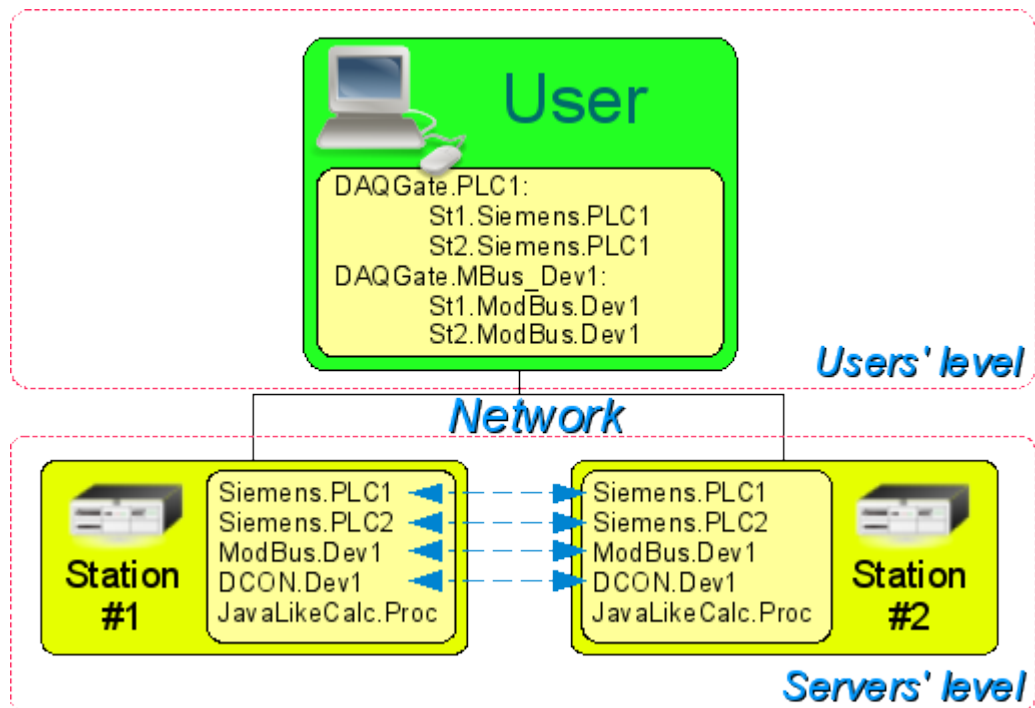 User
DAQGate.PLC1:
St1.Siemens.PLC1
St2.Siemens.PLC1
DAQGate.MBus_Dev1:
St1.ModBus.Dev1
St2.ModBus.Dev1
Users' level
Network
Station
#1
Siemens.PLC1
Siemens.PLC2
ModBus.Dev1
DCON.Dev1
JavaLikeCalc.Proc
Siemens.PLC1
Siemens.PLC2
ModBus.Dev1
DCON.Dev1
JavaLikeCalc.Proc
Station
#2
Servers' level